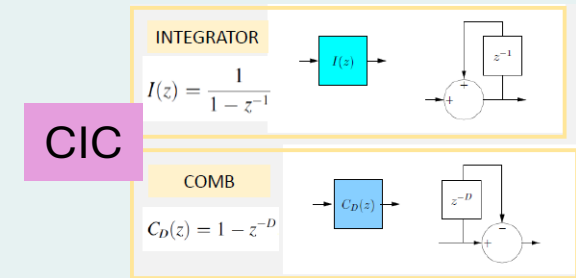 INTEGRATOR
I(z) = 1 / (1 − z⁻¹)
I(z)
z⁻¹
+
+
CIC
COMB
C_D(z) = 1 − z⁻ᴰ
C_D(z)
z⁻ᴰ
−
+